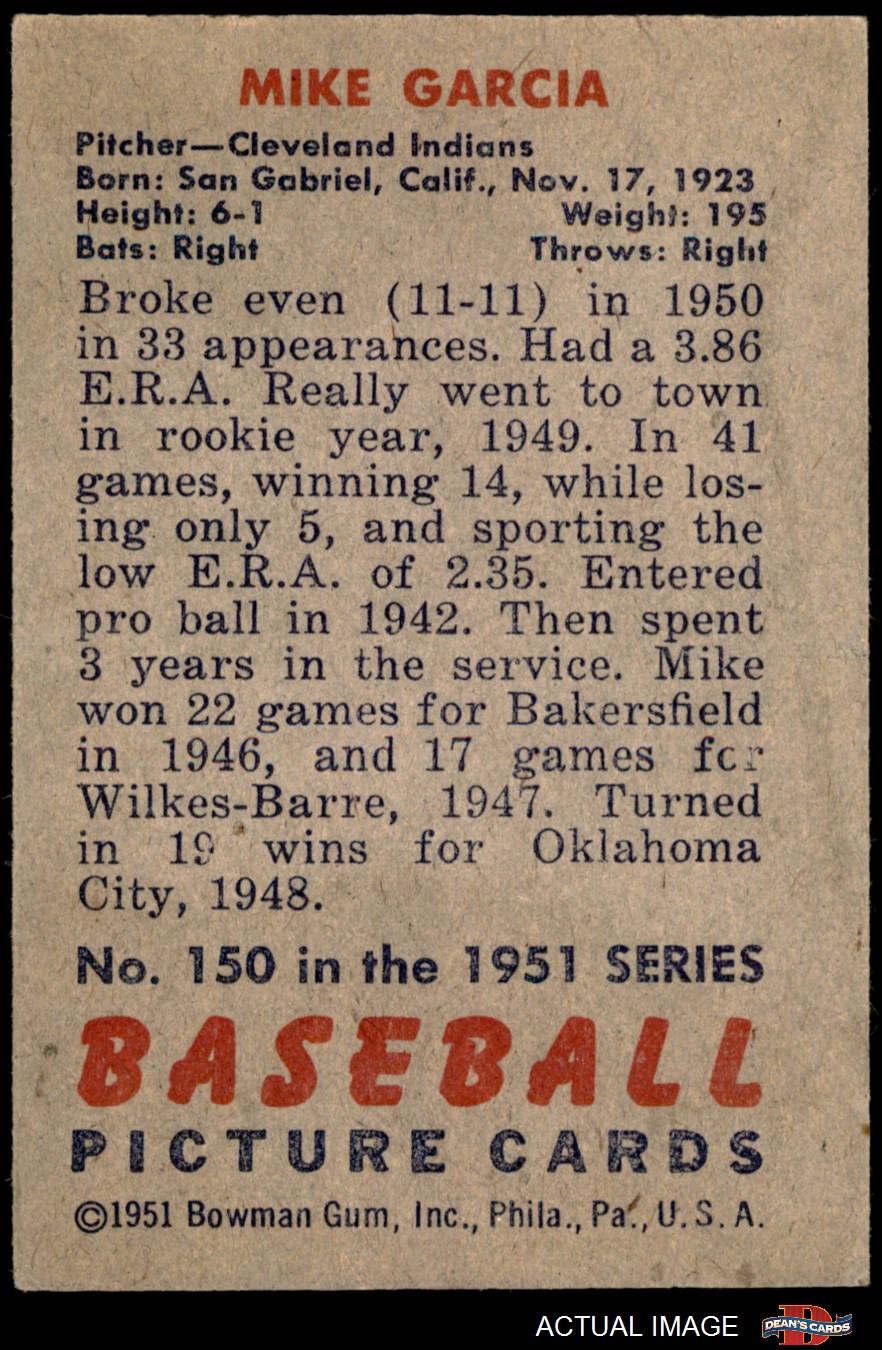 MIKE GARCIA
Pitcher—Cleveland Indians
Born: San Gabriel, Calif., Nov. 17, 1923
Height: 6-1 Weight: 195
Bats: Right Throws: Right
Broke even (11-11) in 1950
in 33 appearances. Had a 3.86
E.R.A. Really went to town
in rookie year, 1949. In 41
games, winning 14, while los-
ing only 5, and sporting the
low E.R.A. of 2.35. Entered
pro ball in 1942. Then spent
3 years in the service. Mike
won 22 games for Bakersfield
in 1946, and 17 games for
Wilkes-Barre, 1947. Turned
in 19 wins for Oklahoma
City, 1948.
No. 150 in the 1951 SERIES
BASEBALL
PICTURE CARDS
©1951 Bowman Gum, Inc., Phila., Pa., U.S.A.
ACTUAL IMAGE
D
DEAN'S CARDS